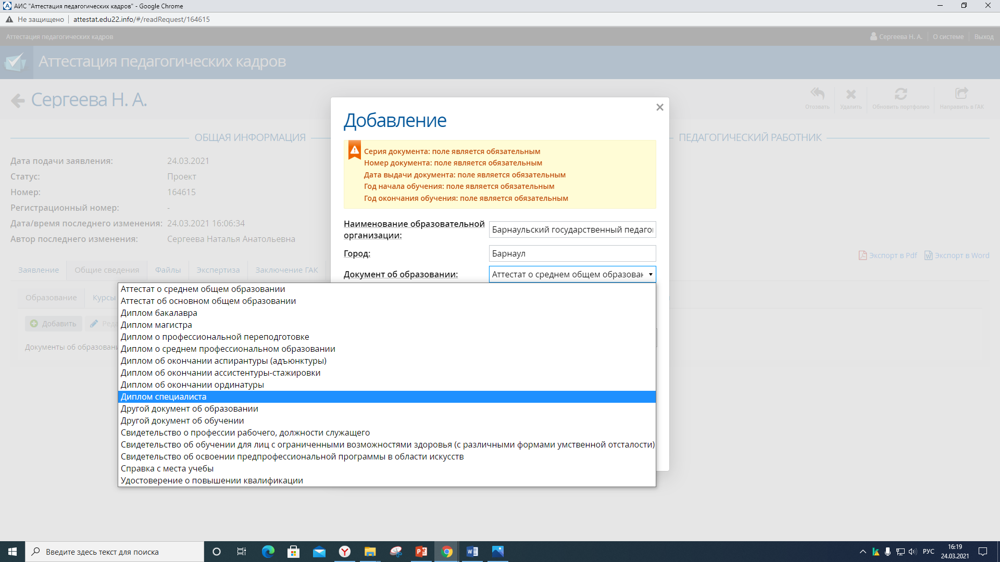 АИС "Аттестация педагогических кадров" - Google Chrome
Не защищено attestat.edu22.info/#/readRequest/164615
Аттестация педагогических кадров
Сергеева Н. А. О системе Выход
Аттестация педагогических кадров
Сергеева Н. А.
Отозвать Удалить Обновить портфолио Направить в ГАК
ОБЩАЯ ИНФОРМАЦИЯ
ПЕДАГОГИЧЕСКИЙ РАБОТНИК
Дата подачи заявления: 24.03.2021
Статус: Проект
Номер: 164615
Регистрационный номер: -
Дата/время последнего изменения: 24.03.2021 16:06:34
Автор последнего изменения: Сергеева Наталья Анатольевна
Экспорт в Pdf Экспорт в Word
Заявление Общие сведения Файлы Экспертиза Заключение ГАК
Образование Курсы
Добавить
Добавление
Серия документа: поле является обязательным
Номер документа: поле является обязательным
Дата выдачи документа: поле является обязательным
Год начала обучения: поле является обязательным
Год окончания обучения: поле является обязательным
Наименование образовательной
организации:
Барнаульский государственный
Город: Барнаул
Документ об образовании: Аттестат о среднем общем
Аттестат о среднем общем образовании
Аттестат об основном общем образовании
Диплом бакалавра
Диплом магистра
Диплом о профессиональной переподготовке
Диплом о среднем профессиональном образовании
Диплом об окончании аспирантуры (адъюнктуры)
Диплом об окончании ассистентуры-стажировки
Диплом об окончании ординатуры
Диплом специалиста
Другой документ об образовании
Другой документ об обучении
Свидетельство о профессии рабочего, должности служащего
Свидетельство об обучении для лиц с ограниченными возможностями здоровья (с различными формами умственной отсталости)
Свидетельство об освоении предпрофессиональной программы в области искусств
Справка с места учебы
Удостоверение о повышении квалификации
Документы об
Введите здесь текст для поиска
РУС
16:19
24.03.2021